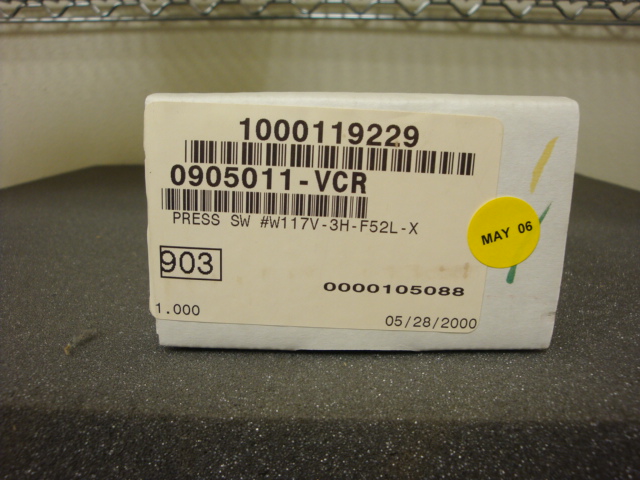 1000119229
0905011-VCR
PRESS SW #W117V-3H-F52L-X
903
0000105088
1.000
05/28/2000
MAY 06